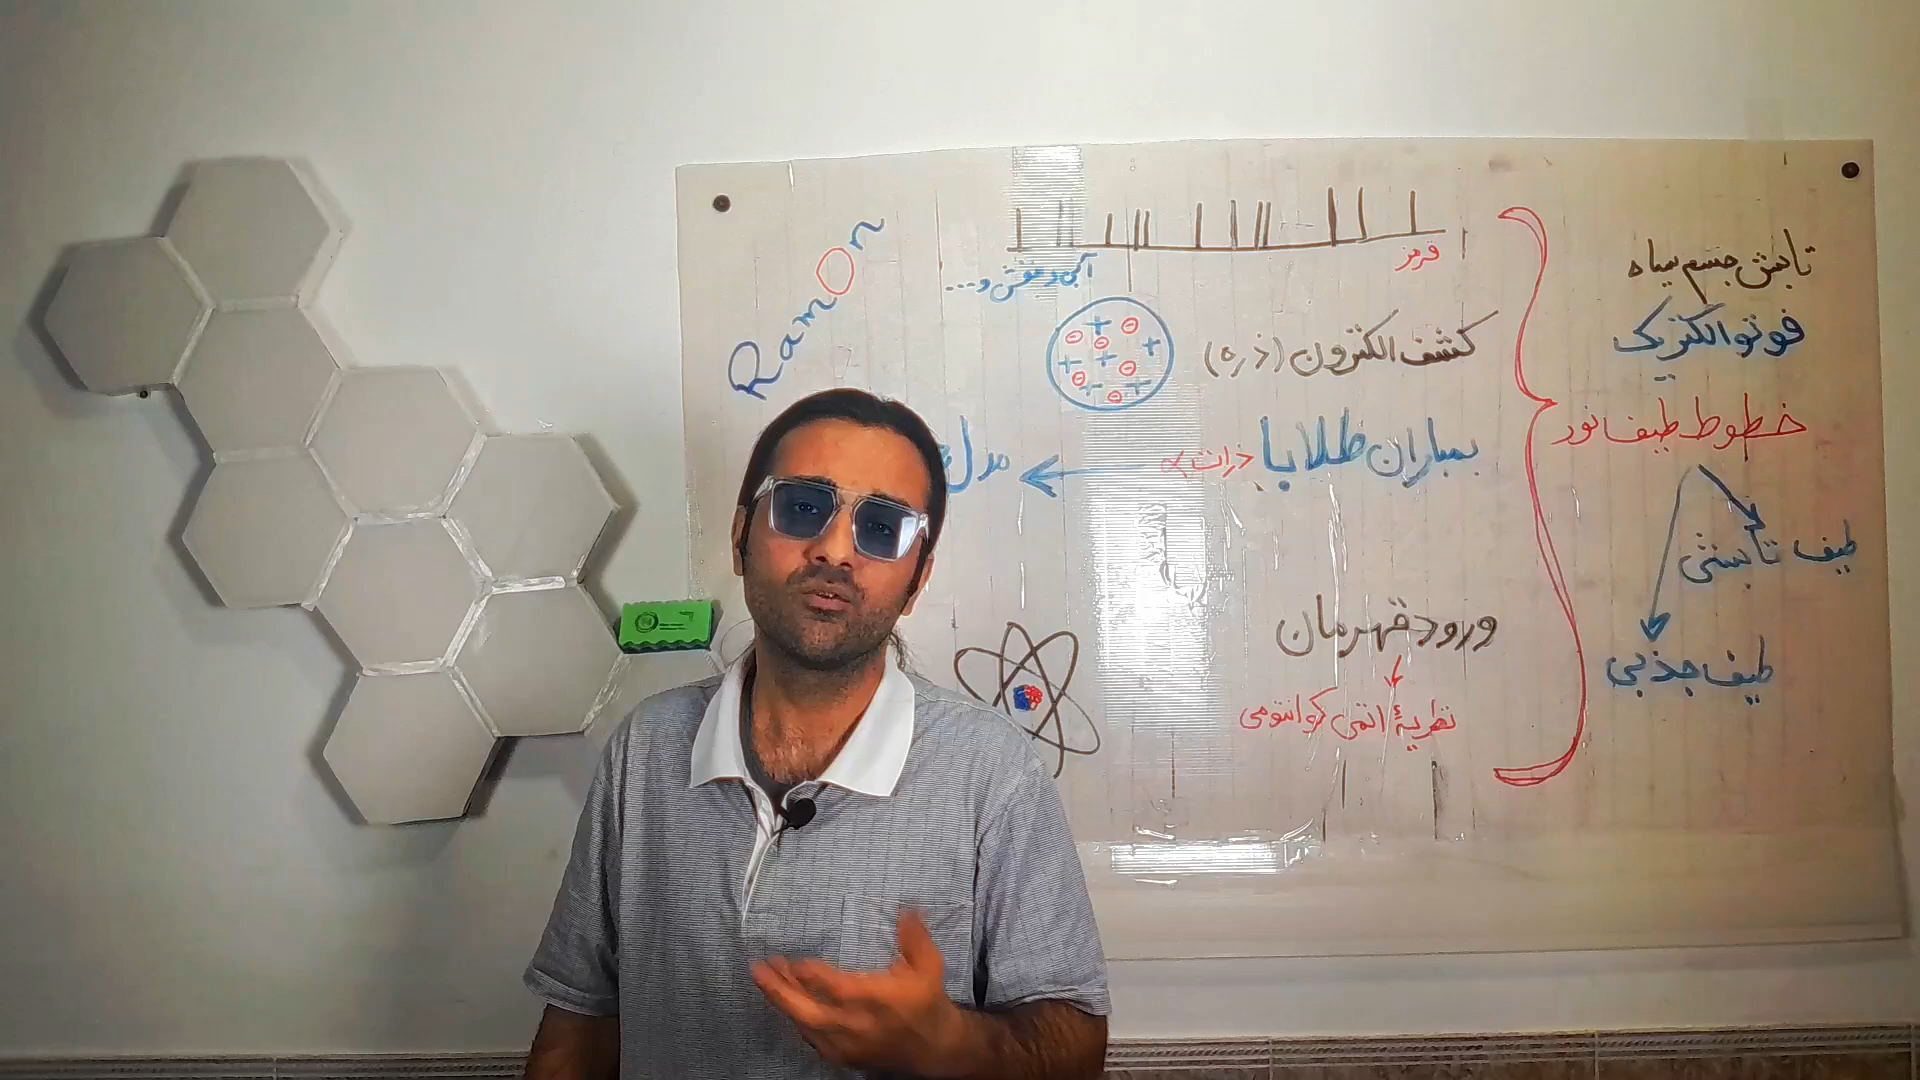 تابش جسم سیاه
فوتوالکتریک
خطوط طیف نور
طیف تابشی
طیف جذبی
قرمز
آبی و بنفش و ...
کشف الکترون (ذره)
بمباران طلا با ذرات α
مدل
ورود قهرمان
نظریهٔ اتمی کوانتومی
RamOn